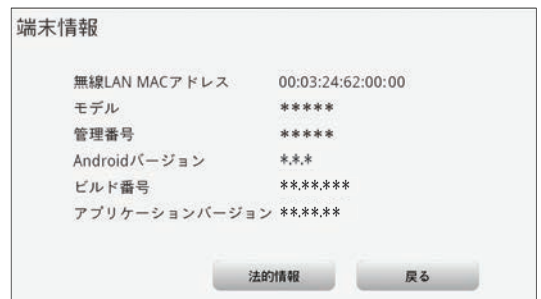 端末情報
無線LAN MACアドレス 00:03:24:62:00:00
モデル *****
管理番号 *****
Androidバージョン *.*.*
ビルド番号 **.**.***
アプリケーションバージョン **.**.**
法的情報 戻る